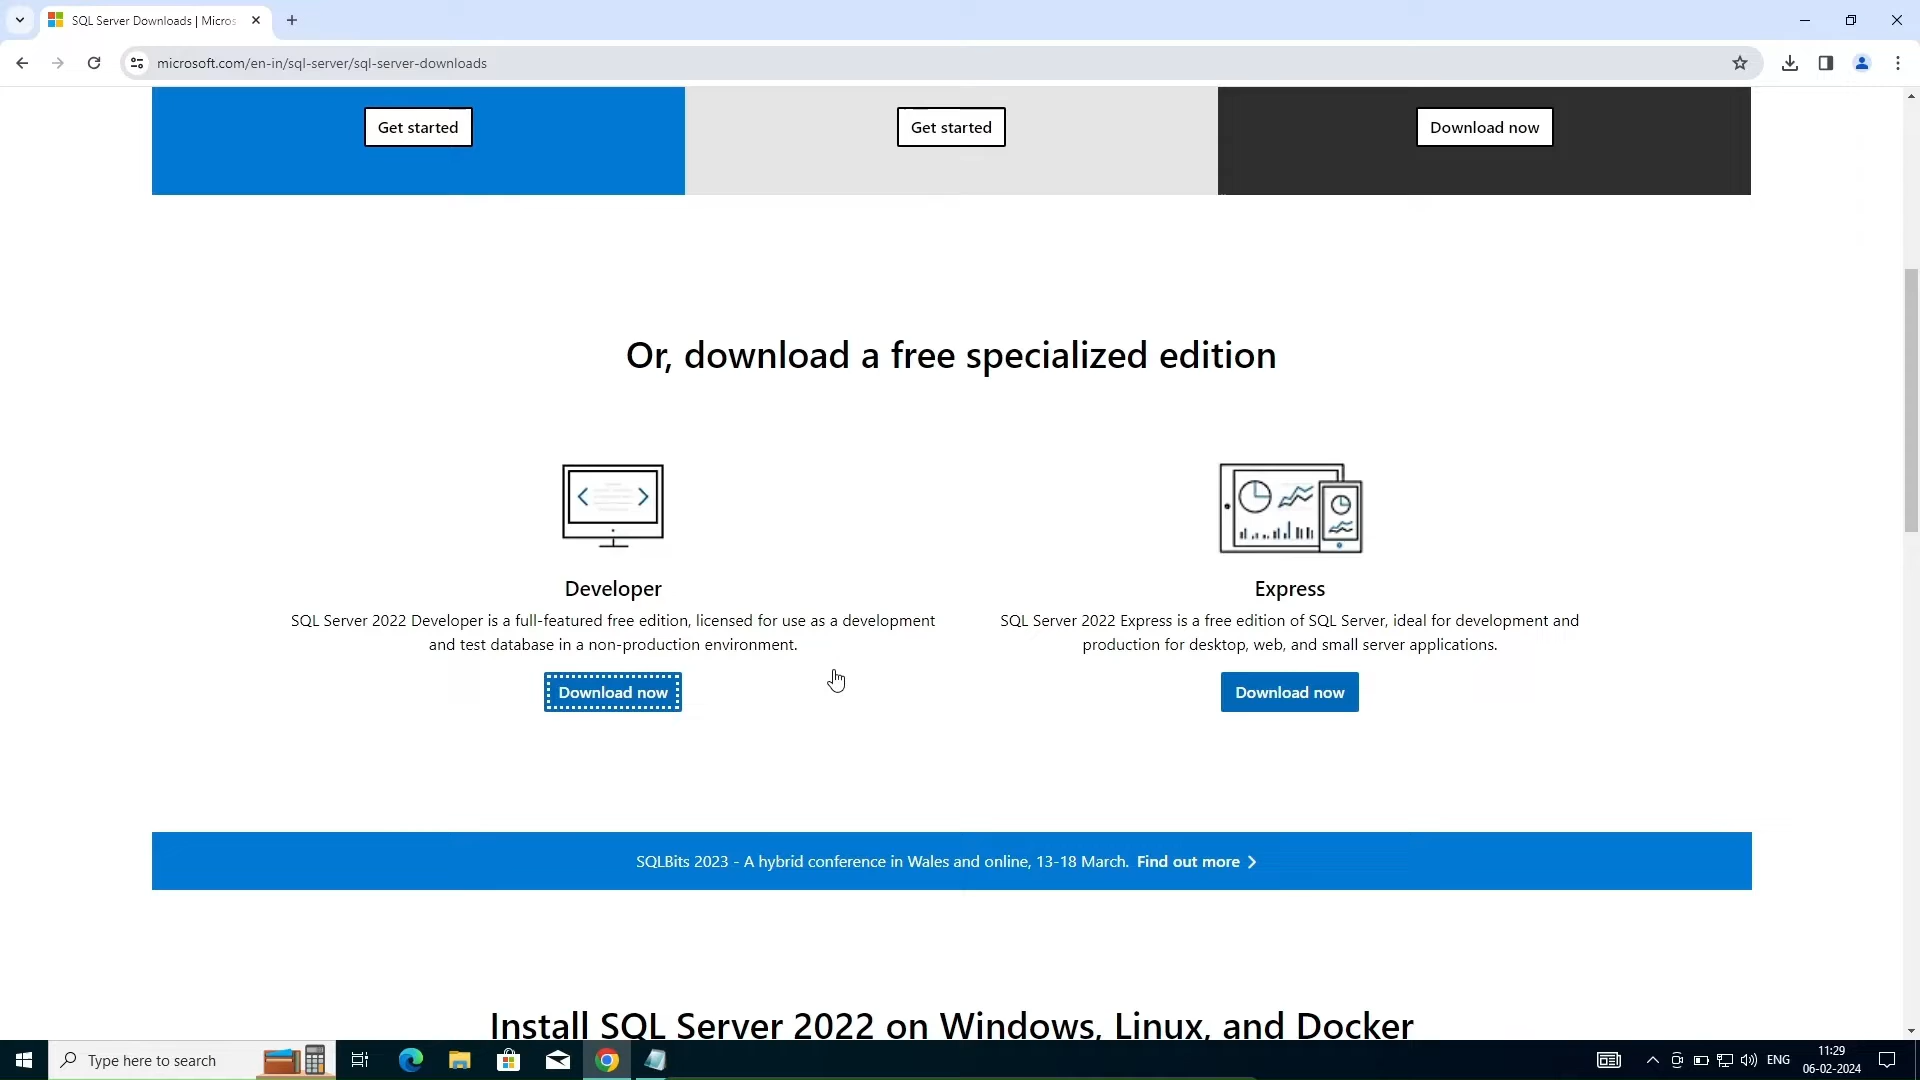 SQL Server Downloads | Micros
microsoft.com/en-in/sql-server/sql-server-downloads
Get started
Get started
Download now
Or, download a free specialized edition
Developer
SQL Server 2022 Developer is a full-featured free edition, licensed for use as a development
and test database in a non-production environment.
Download now
Express
SQL Server 2022 Express is a free edition of SQL Server, ideal for development and
production for desktop, web, and small server applications.
Download now
SQLBits 2023 - A hybrid conference in Wales and online, 13-18 March. Find out more
Install SQL Server 2022 on Windows, Linux, and Docker
Type here to search
ENG
11:29
06-02-2024